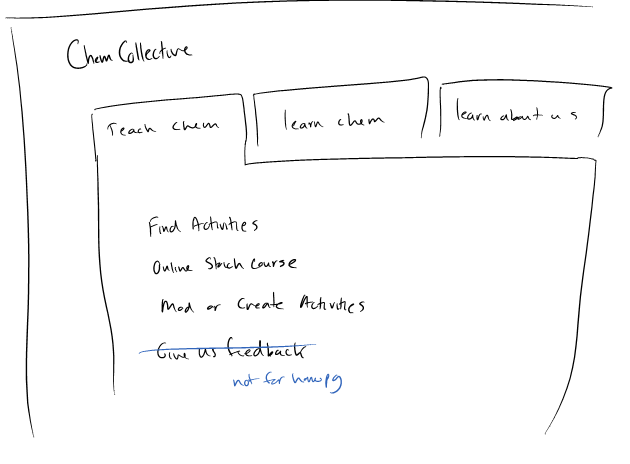 Chem Collective
Teach chem
learn chem
learn about us
Find Activities
Online Stoich Course
Mod or Create Activities
Give us feedback
not for hmpg